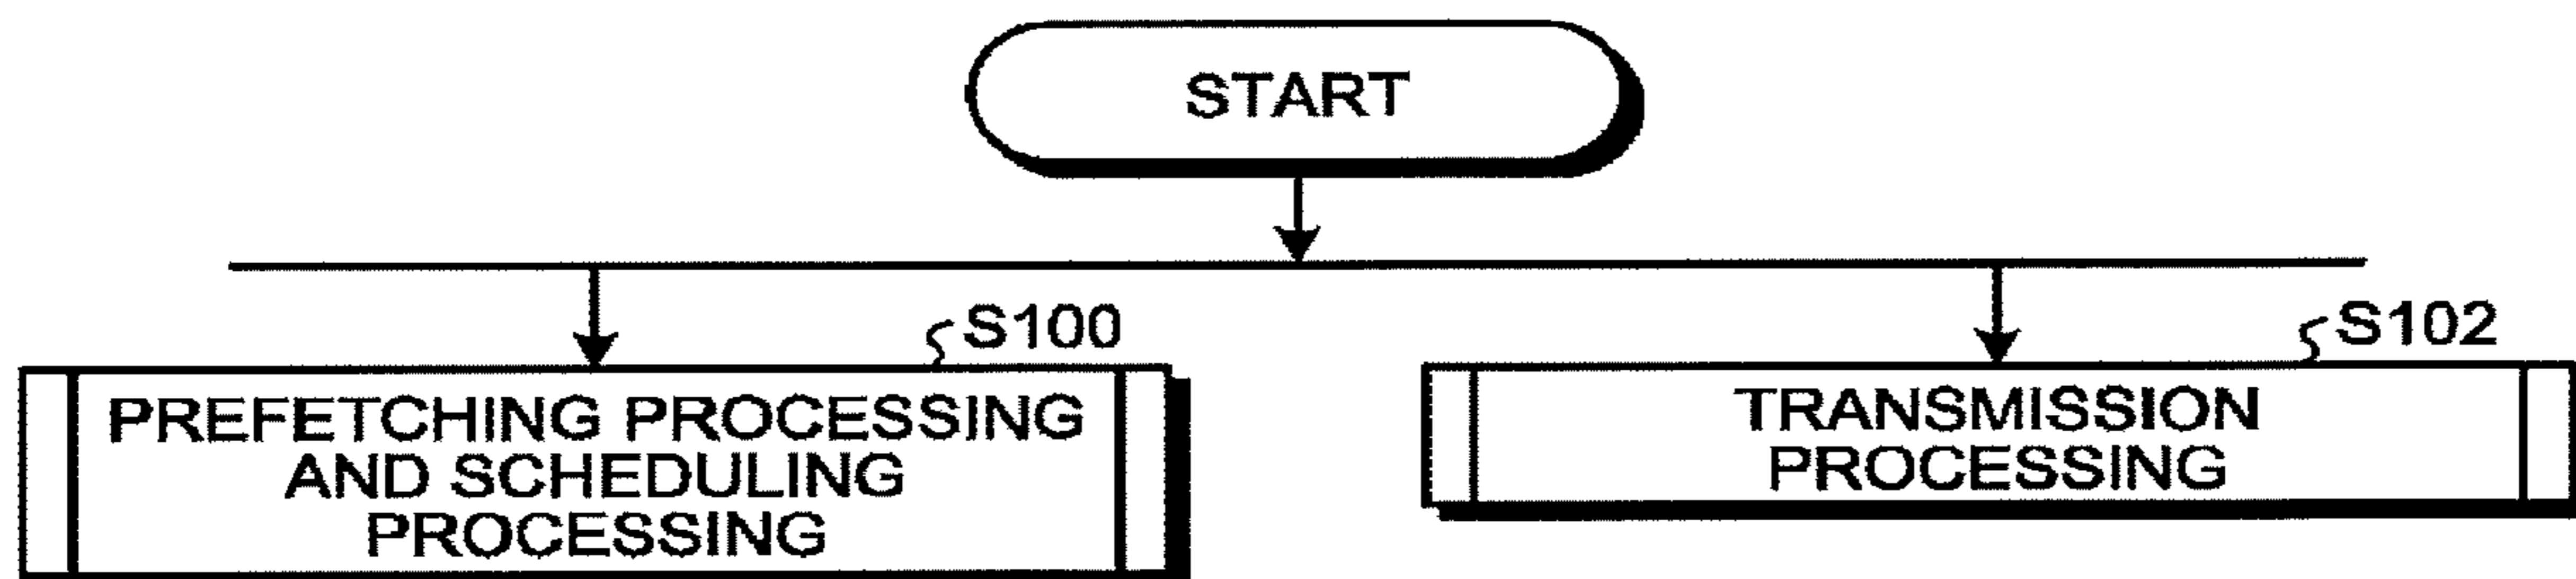 START
S100
PREFETCHING PROCESSING
AND SCHEDULING
PROCESSING
S102
TRANSMISSION
PROCESSING